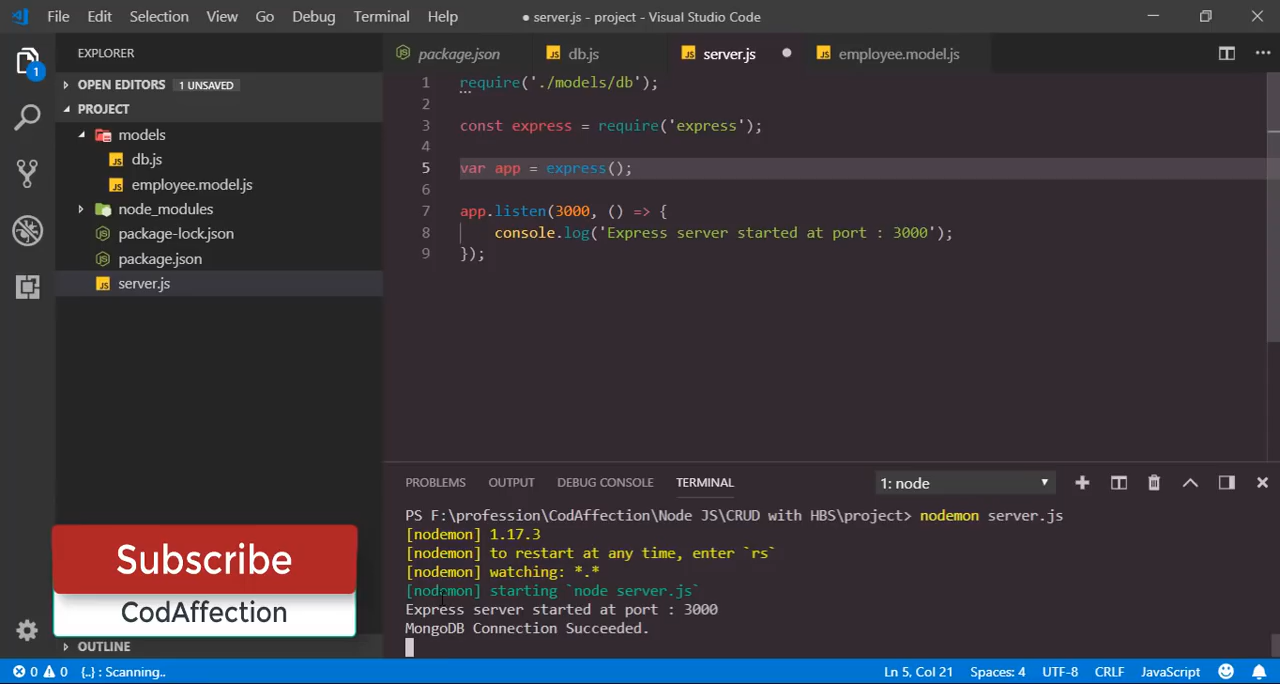 File Edit Selection View Go Debug Terminal Help
● server.js - project - Visual Studio Code
EXPLORER
OPEN EDITORS 1 UNSAVED
PROJECT
models
db.js
employee.model.js
node_modules
package-lock.json
package.json
server.js
OUTLINE
1
package.json db.js server.js employee.model.js
1 require('./models/db');
2
3 const express = require('express');
4
5 var app = express();
6
7 app.listen(3000, () => {
8 console.log('Express server started at port : 3000');
9 });
PROBLEMS OUTPUT DEBUG CONSOLE TERMINAL 1: node
PS F:\profession\CodAffection\Node JS\CRUD with HBS\project> nodemon server.js
[nodemon] 1.17.3
[nodemon] to restart at any time, enter `rs`
[nodemon] watching: *.*
[nodemon] starting `node server.js`
Express server started at port : 3000
MongoDB Connection Succeeded.
Subscribe
CodAffection
0 0 {..} : Scanning.. Ln 5, Col 21 Spaces: 4 UTF-8 CRLF JavaScript